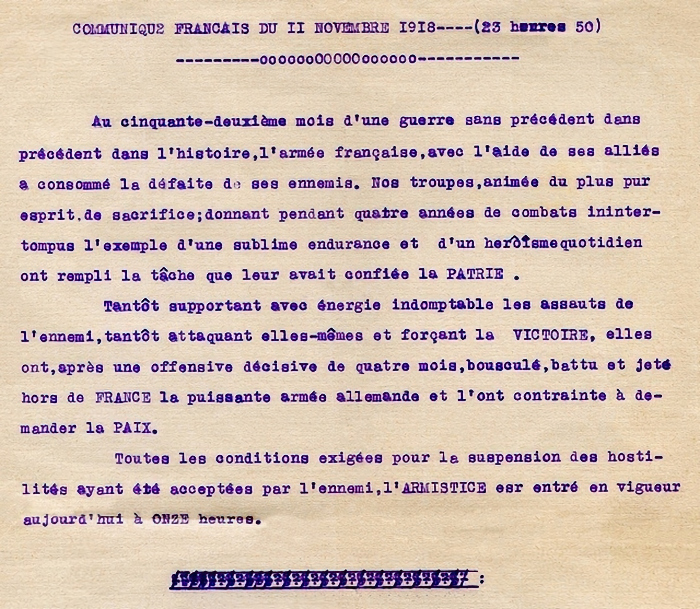 COMMUNIQU2 FRANCAIS DU II NOVEMBRE I9I8----(23 heures 50)
---------ooooooOOOOOoooooo-----------
Au cinquante-deuxième mois d'une guerre sans précédent dans
précédent dans l'histoire,l'armée française,avec l'aide de ses alliés
a consommé la défaite de ses ennemis. Nos troupes,animée du plus pur
esprit.de sacrifice;donnant pendant quatre années de combats ininter-
tompus l'exemple d'une sublime endurance et d'un heroîsmequotidien
ont rempli la tâche que leur avait confiée la PATRIE .
Tantôt supportant avec énergie indomptable les assauts de
l'ennemi,tantôt attaquant elles-mêmes et forçant la VICTOIRE, elles
ont,après une offensive décisive de quatre mois,bousculé,battu et jeté
hors de FRANCE la puissante armée allemande et l'ont contrainte à de-
mander la PAIX.
Toutes les conditions exigées pour la suspension des hosti-
lités ayant été acceptées par l'ennemi,l'ARMISTICE esr entré en vigueur
aujourd'hui à ONZE heures.